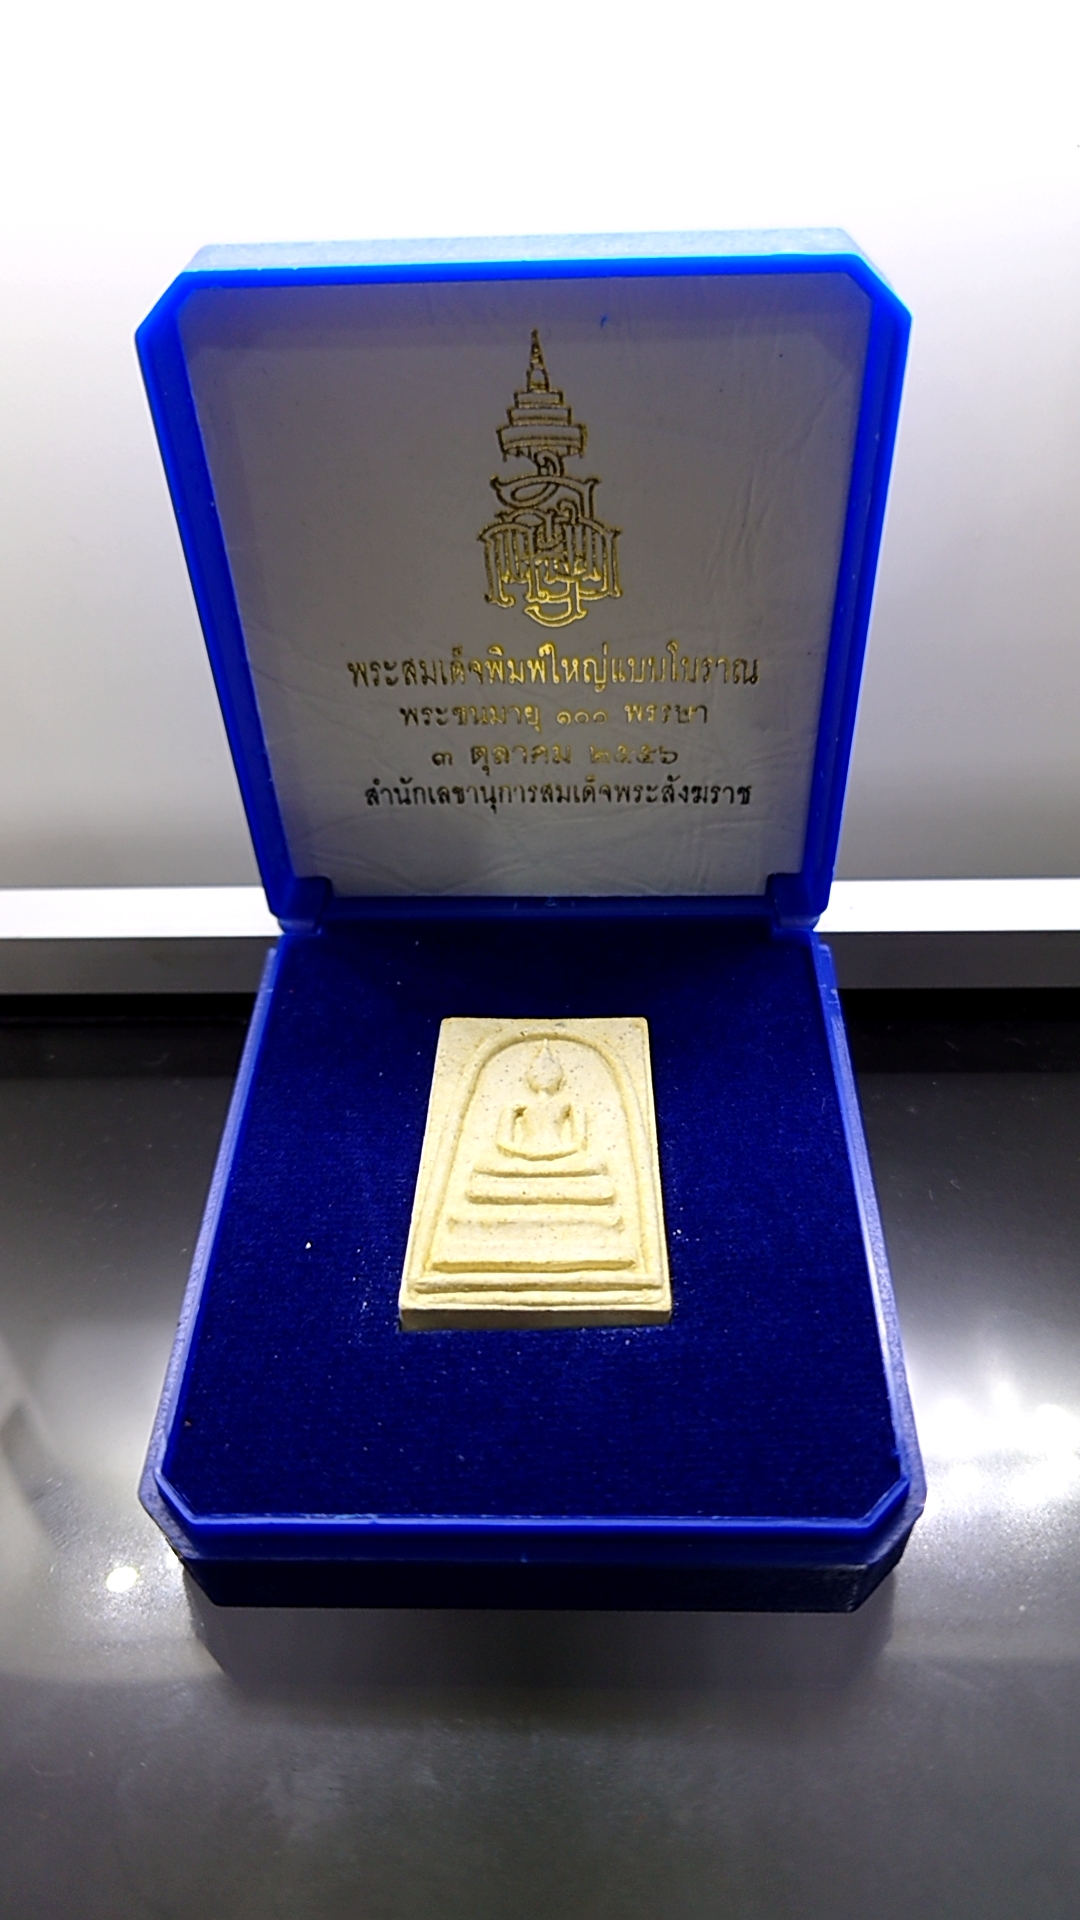 พระสมเด็จพิมพ์ใหญ่แบบโบราณ
พระชนมายุ ๑๐๐ พรรษา
๓ ตุลาคม ๒๕๕๖
สำนักเลขานุการสมเด็จพระสังฆราช